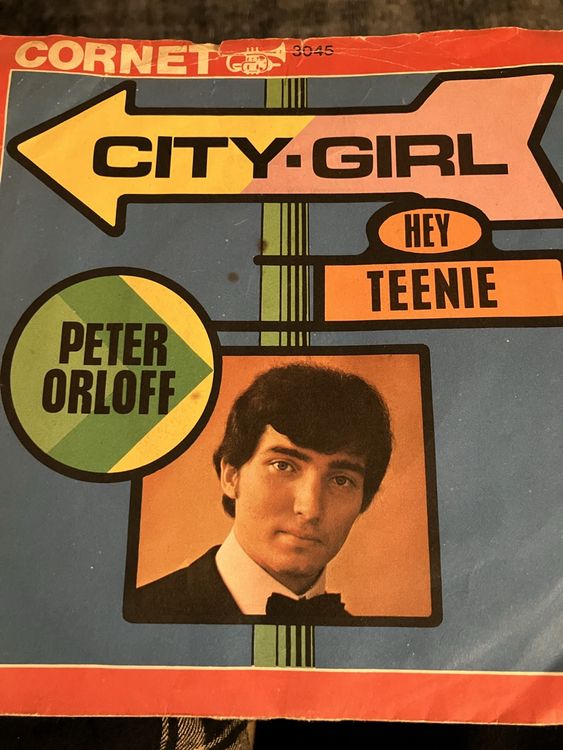 CORNET 3045
CITY-GIRL
HEY
TEENIE
PETER
ORLOFF